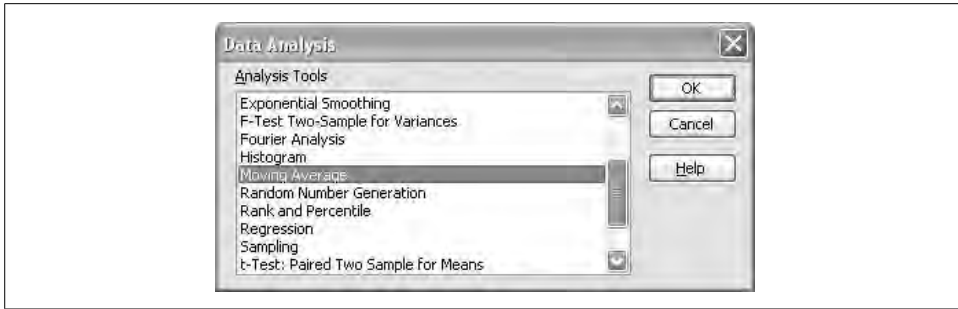 Data Analysis
Analysis Tools
Exponential Smoothing
F-Test Two-Sample for Variances
Fourier Analysis
Histogram
Moving Average
Random Number Generation
Rank and Percentile
Regression
Sampling
t-Test: Paired Two Sample for Means
OK
Cancel
Help